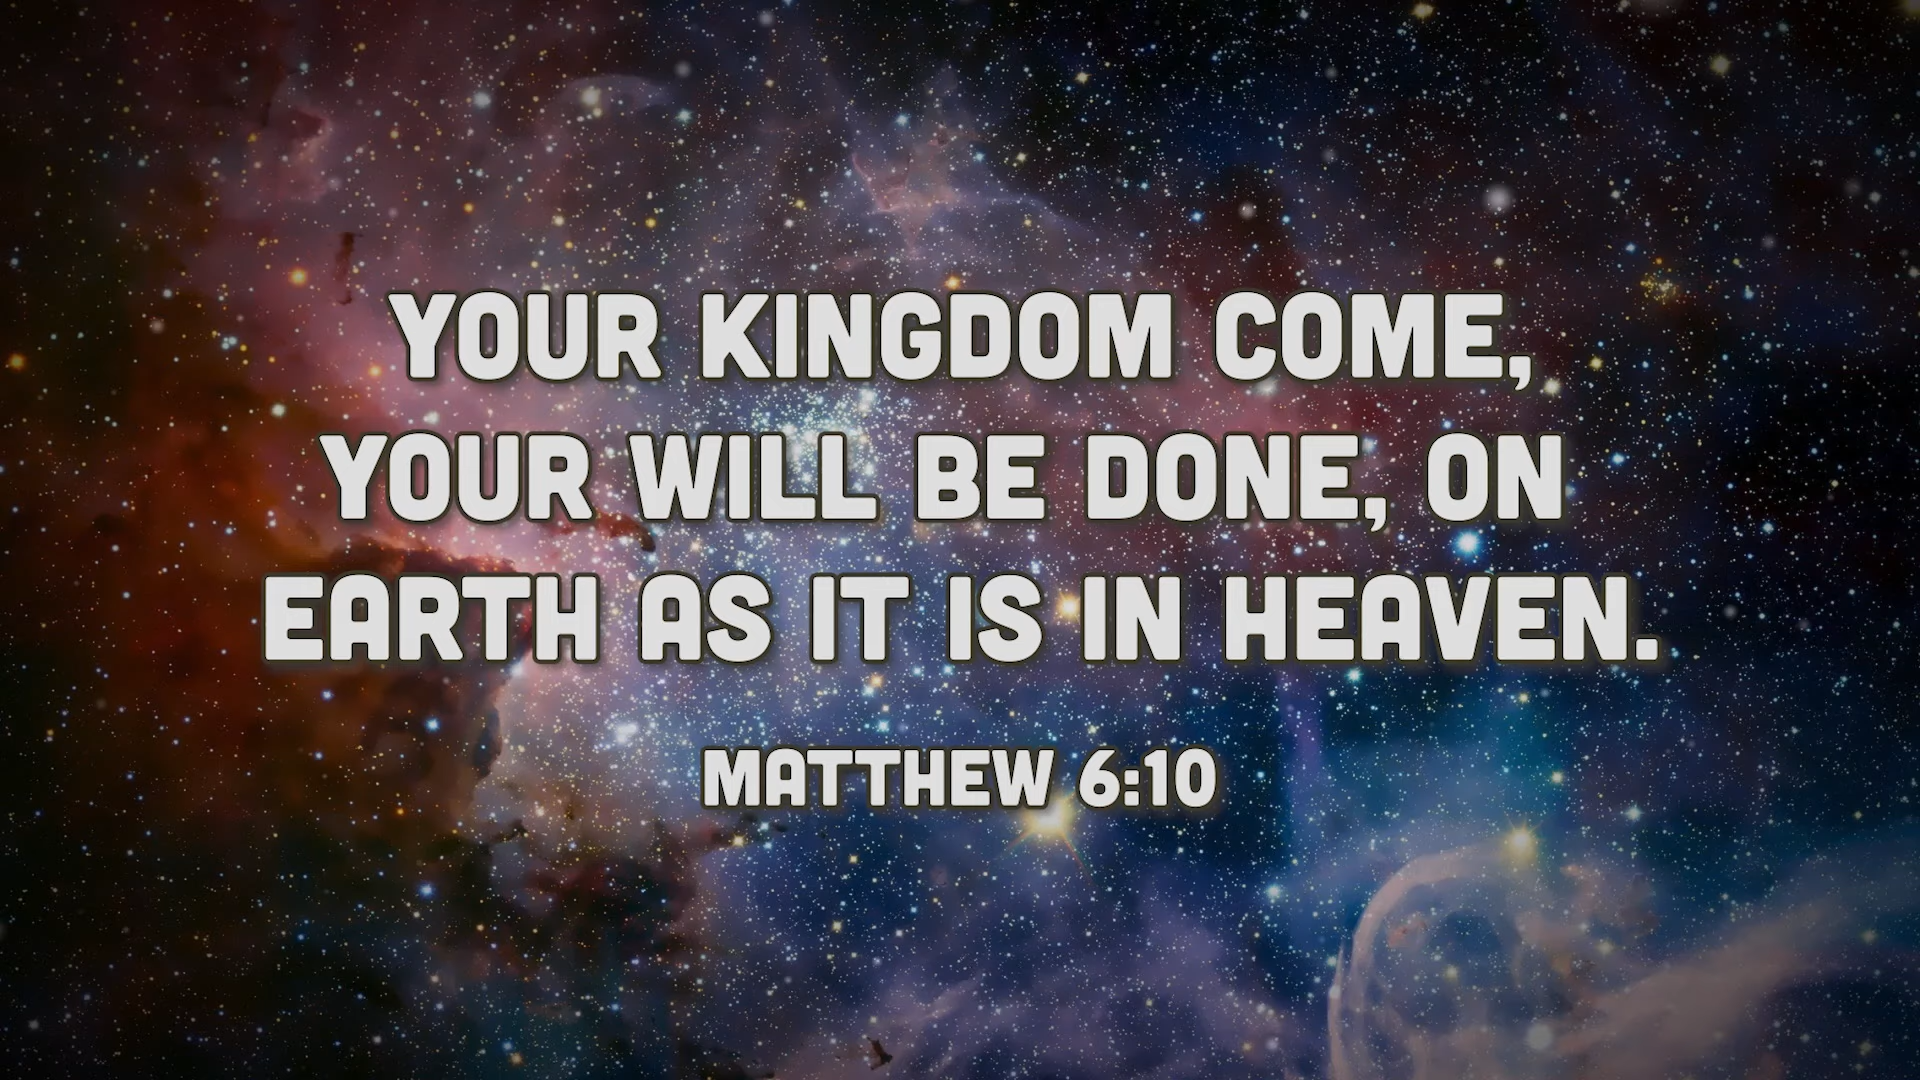 YOUR KINGDOM COME,
YOUR WILL BE DONE, ON
EARTH AS IT IS IN HEAVEN.
MATTHEW 6:10